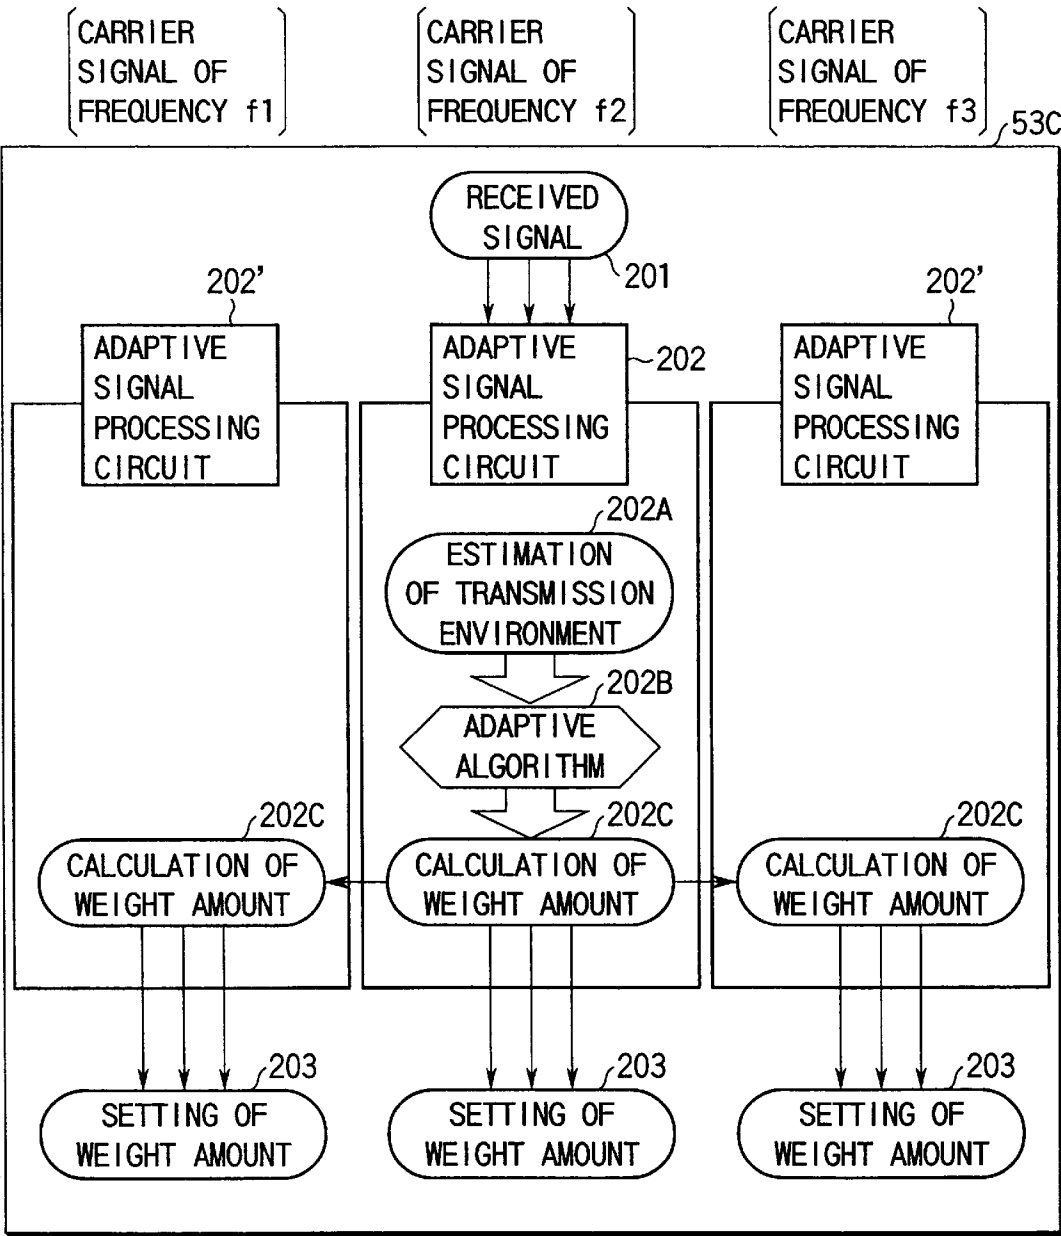 CARRIER
SIGNAL OF
FREQUENCY f1
CARRIER
SIGNAL OF
FREQUENCY f2
CARRIER
SIGNAL OF
FREQUENCY f3
53C
RECEIVED
SIGNAL
201
202'
ADAPTIVE
SIGNAL
PROCESSING
CIRCUIT
ADAPTIVE
SIGNAL
PROCESSING
CIRCUIT
202
202'
ADAPTIVE
SIGNAL
PROCESSING
CIRCUIT
202A
ESTIMATION
OF TRANSMISSION
ENVIRONMENT
202B
ADAPTIVE
ALGORITHM
202C
CALCULATION OF
WEIGHT AMOUNT
202C
CALCULATION OF
WEIGHT AMOUNT
202C
CALCULATION OF
WEIGHT AMOUNT
203
SETTING OF
WEIGHT AMOUNT
203
SETTING OF
WEIGHT AMOUNT
203
SETTING OF
WEIGHT AMOUNT